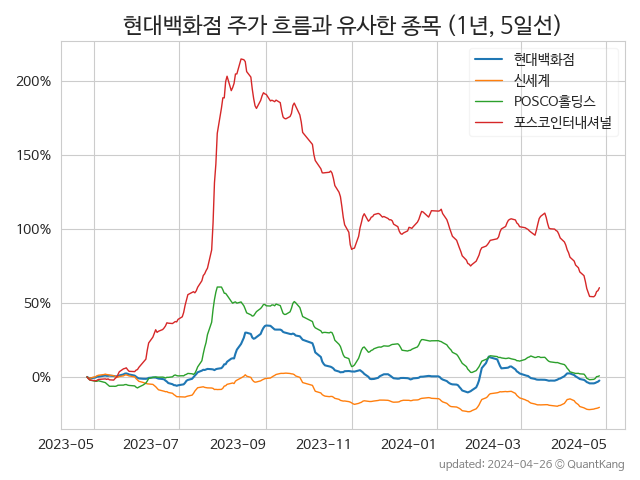 현대백화점 주가 흐름과 유사한 종목 (1년, 5일선)
현대백화점
신세계
POSCO홀딩스
포스코인터내셔널
200%
150%
100%
50%
0%
2023-05 2023-07 2023-09 2023-11 2024-01 2024-03 2024-05
updated: 2024-04-26 © QuantKang